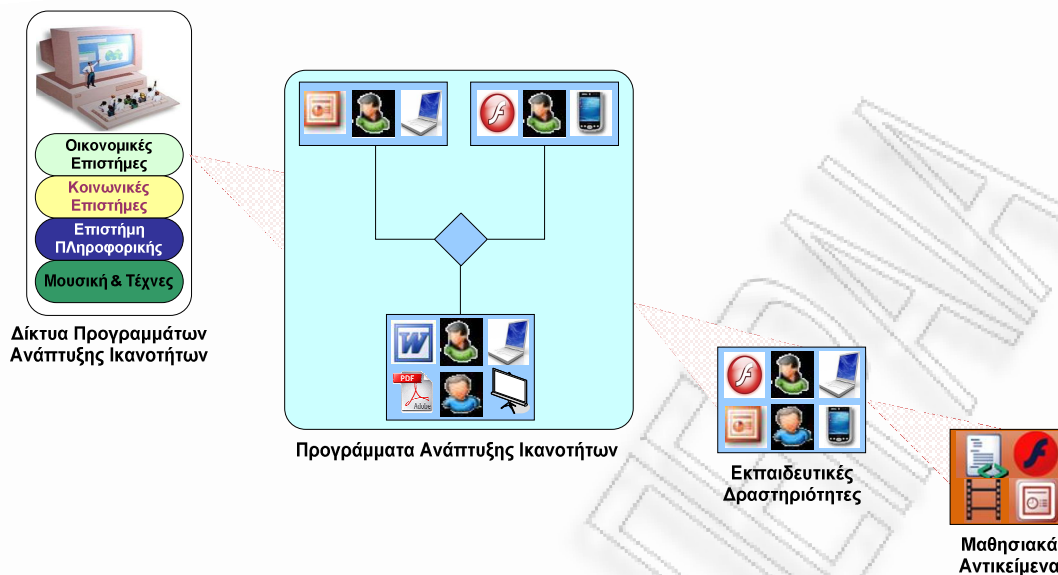 Οικονομικές
Επιστήμες
Κοινωνικές
Επιστήμες
Επιστήμη
ΠΛηροφορικής
Μουσική & Τέχνες
Δίκτυα Προγραμμάτων
Ανάπτυξης Ικανοτήτων
PDF
Adobe
Προγράμματα Ανάπτυξης Ικανοτήτων
Εκπαιδευτικές
Δραστηριότητες
Μαθησιακά
Αντικείμενα